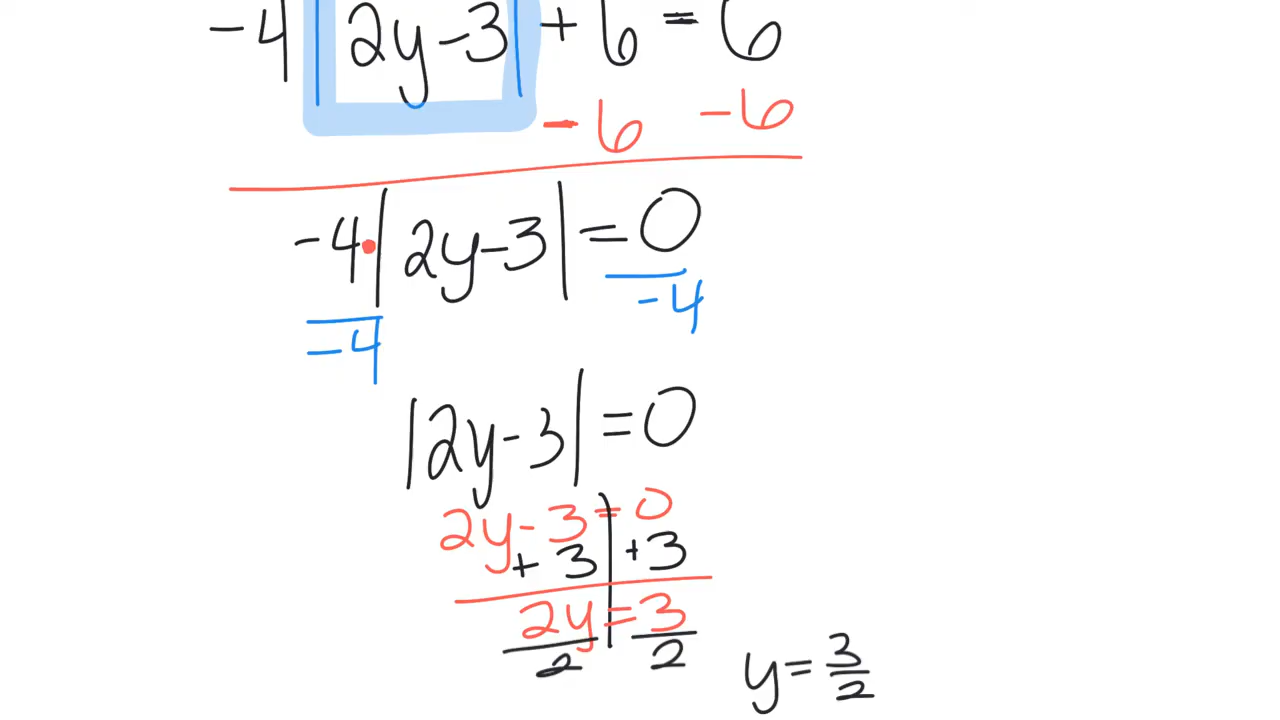 -4|2y-3|+6=6
-6 -6
-4·|2y-3|=0
-4 -4
|2y-3|=0
2y-3=0
+3 +3
2y=3
2 2
y=3/2